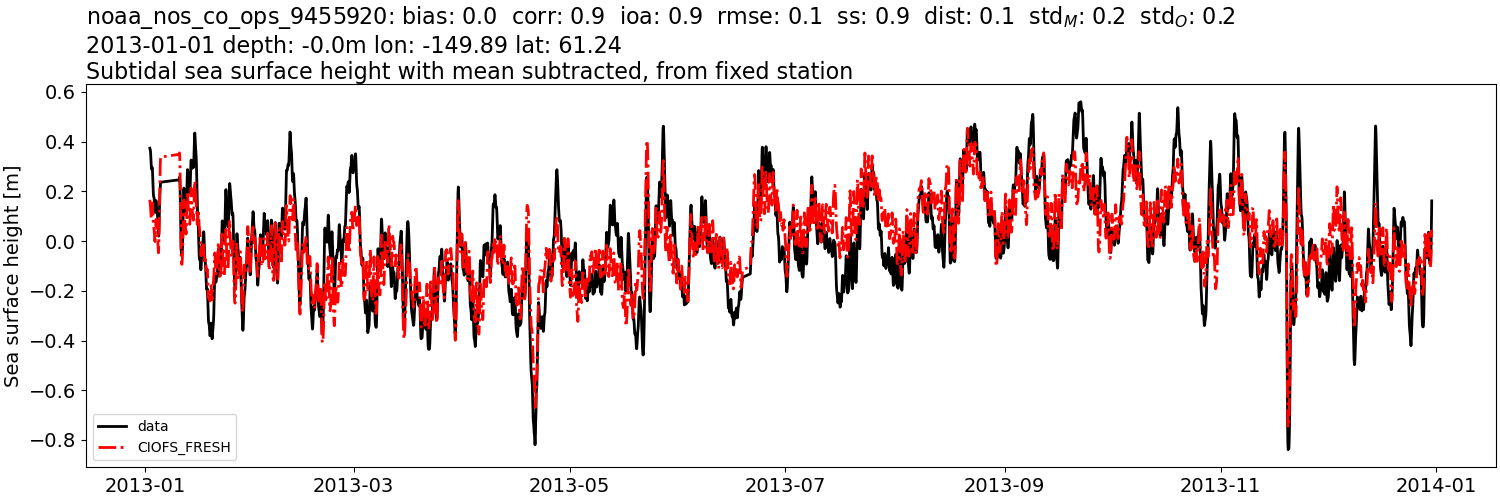 noaa_nos_co_ops_9455920: bias: 0.0 corr: 0.9 ioa: 0.9 rmse: 0.1 ss: 0.9 dist: 0.1 std_M: 0.2 std_O: 0.2
2013-01-01 depth: -0.0m lon: -149.89 lat: 61.24
Subtidal sea surface height with mean subtracted, from fixed station
Sea surface height [m]
0.6
0.4
0.2
0.0
−0.2
−0.4
−0.6
−0.8
data
CIOFS_FRESH
2013-01 2013-03 2013-05 2013-07 2013-09 2013-11 2014-01